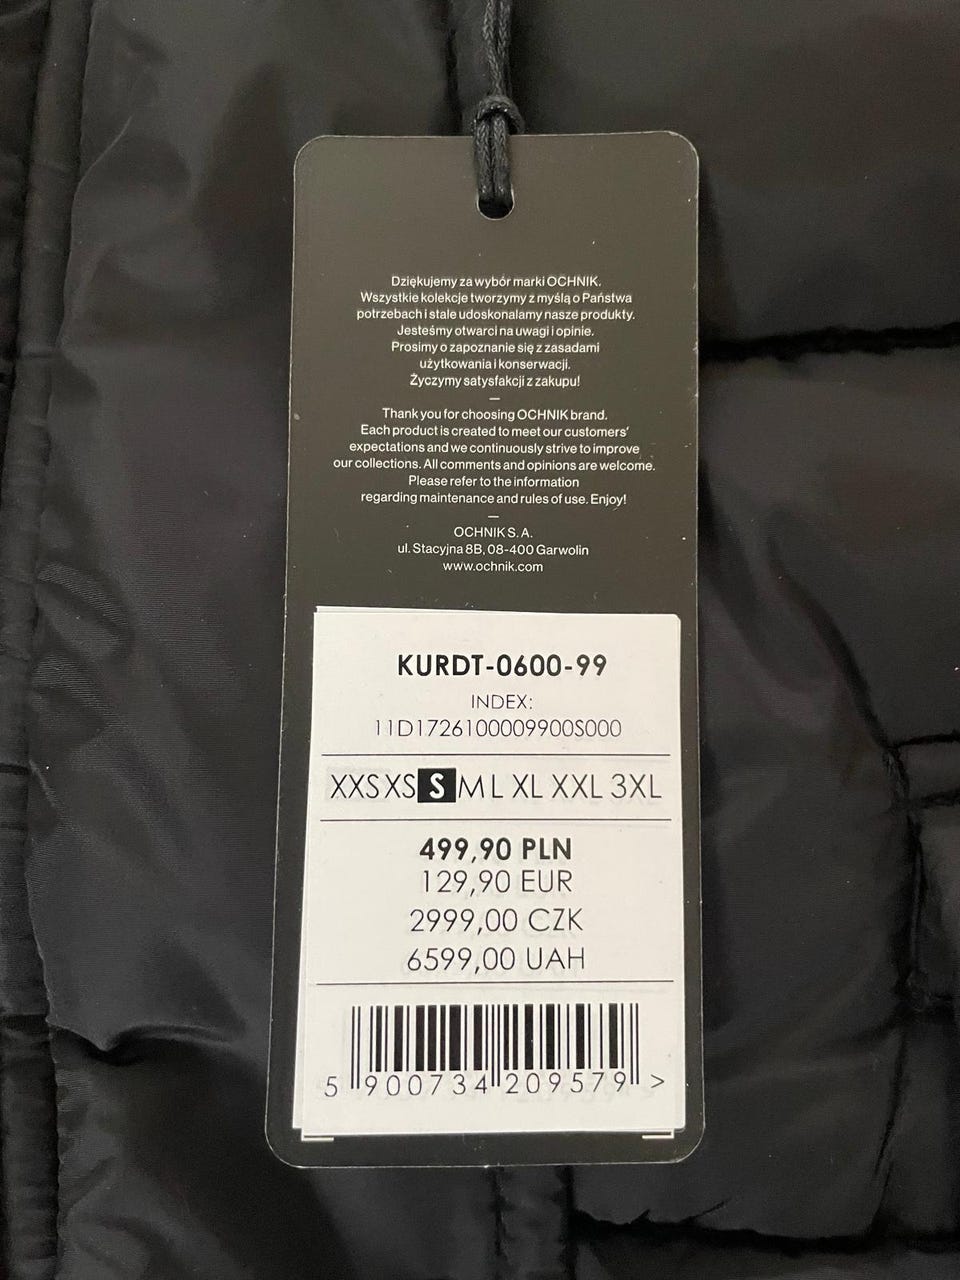 Dziękujemy za wybór marki OCHNIK.
Wszystkie kolekcje tworzymy z myślą o Państwa
potrzebach i stale udoskonalamy nasze produkty.
Jesteśmy otwarci na uwagi i opinie.
Prosimy o zapoznanie się z zasadami
użytkowania i konserwacji.
Życzymy satysfakcji z zakupu!
—
Thank you for choosing OCHNIK brand.
Each product is created to meet our customers'
expectations and we continuously strive to improve
our collections. All comments and opinions are welcome.
Please refer to the information
regarding maintenance and rules of use. Enjoy!
—
OCHNIK S. A.
ul. Stacyjna 8B, 08-400 Garwolin
www.ochnik.com
KURDT-0600-99
INDEX:
11D1726100009900S000
XXS XS S M L XL XXL 3XL
499,90 PLN
129,90 EUR
2999,00 CZK
6599,00 UAH
5 900734 209579 >